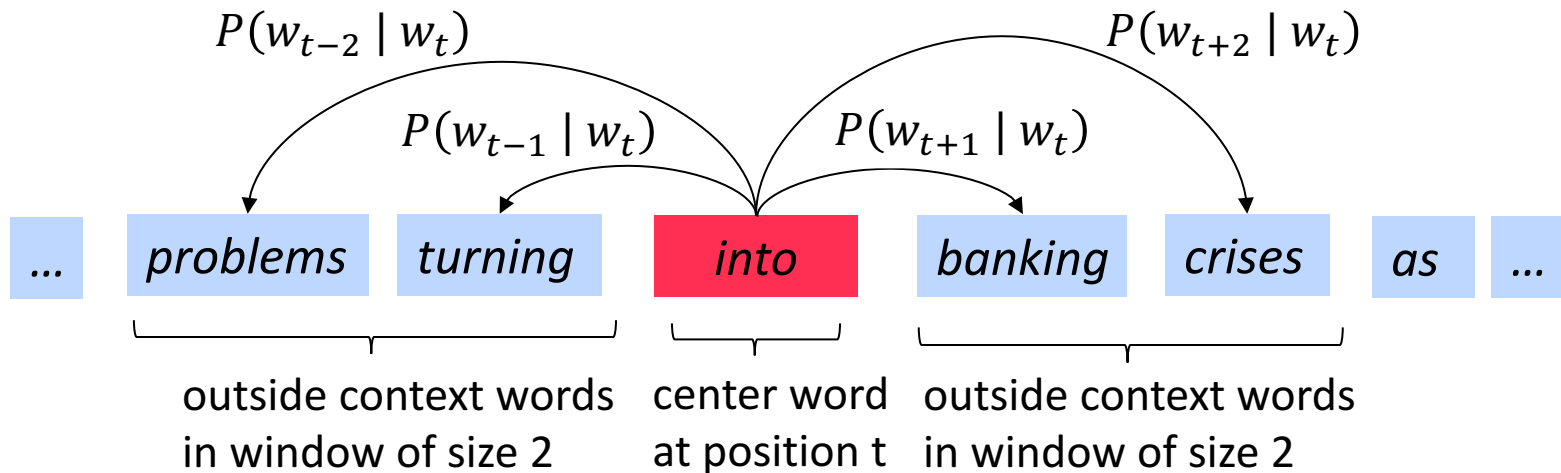 P(w_{t−2} | w_t) P(w_{t+2} | w_t)
P(w_{t−1} | w_t) P(w_{t+1} | w_t)
... problems turning into banking crises as ...
outside context words center word outside context words
in window of size 2 at position t in window of size 2